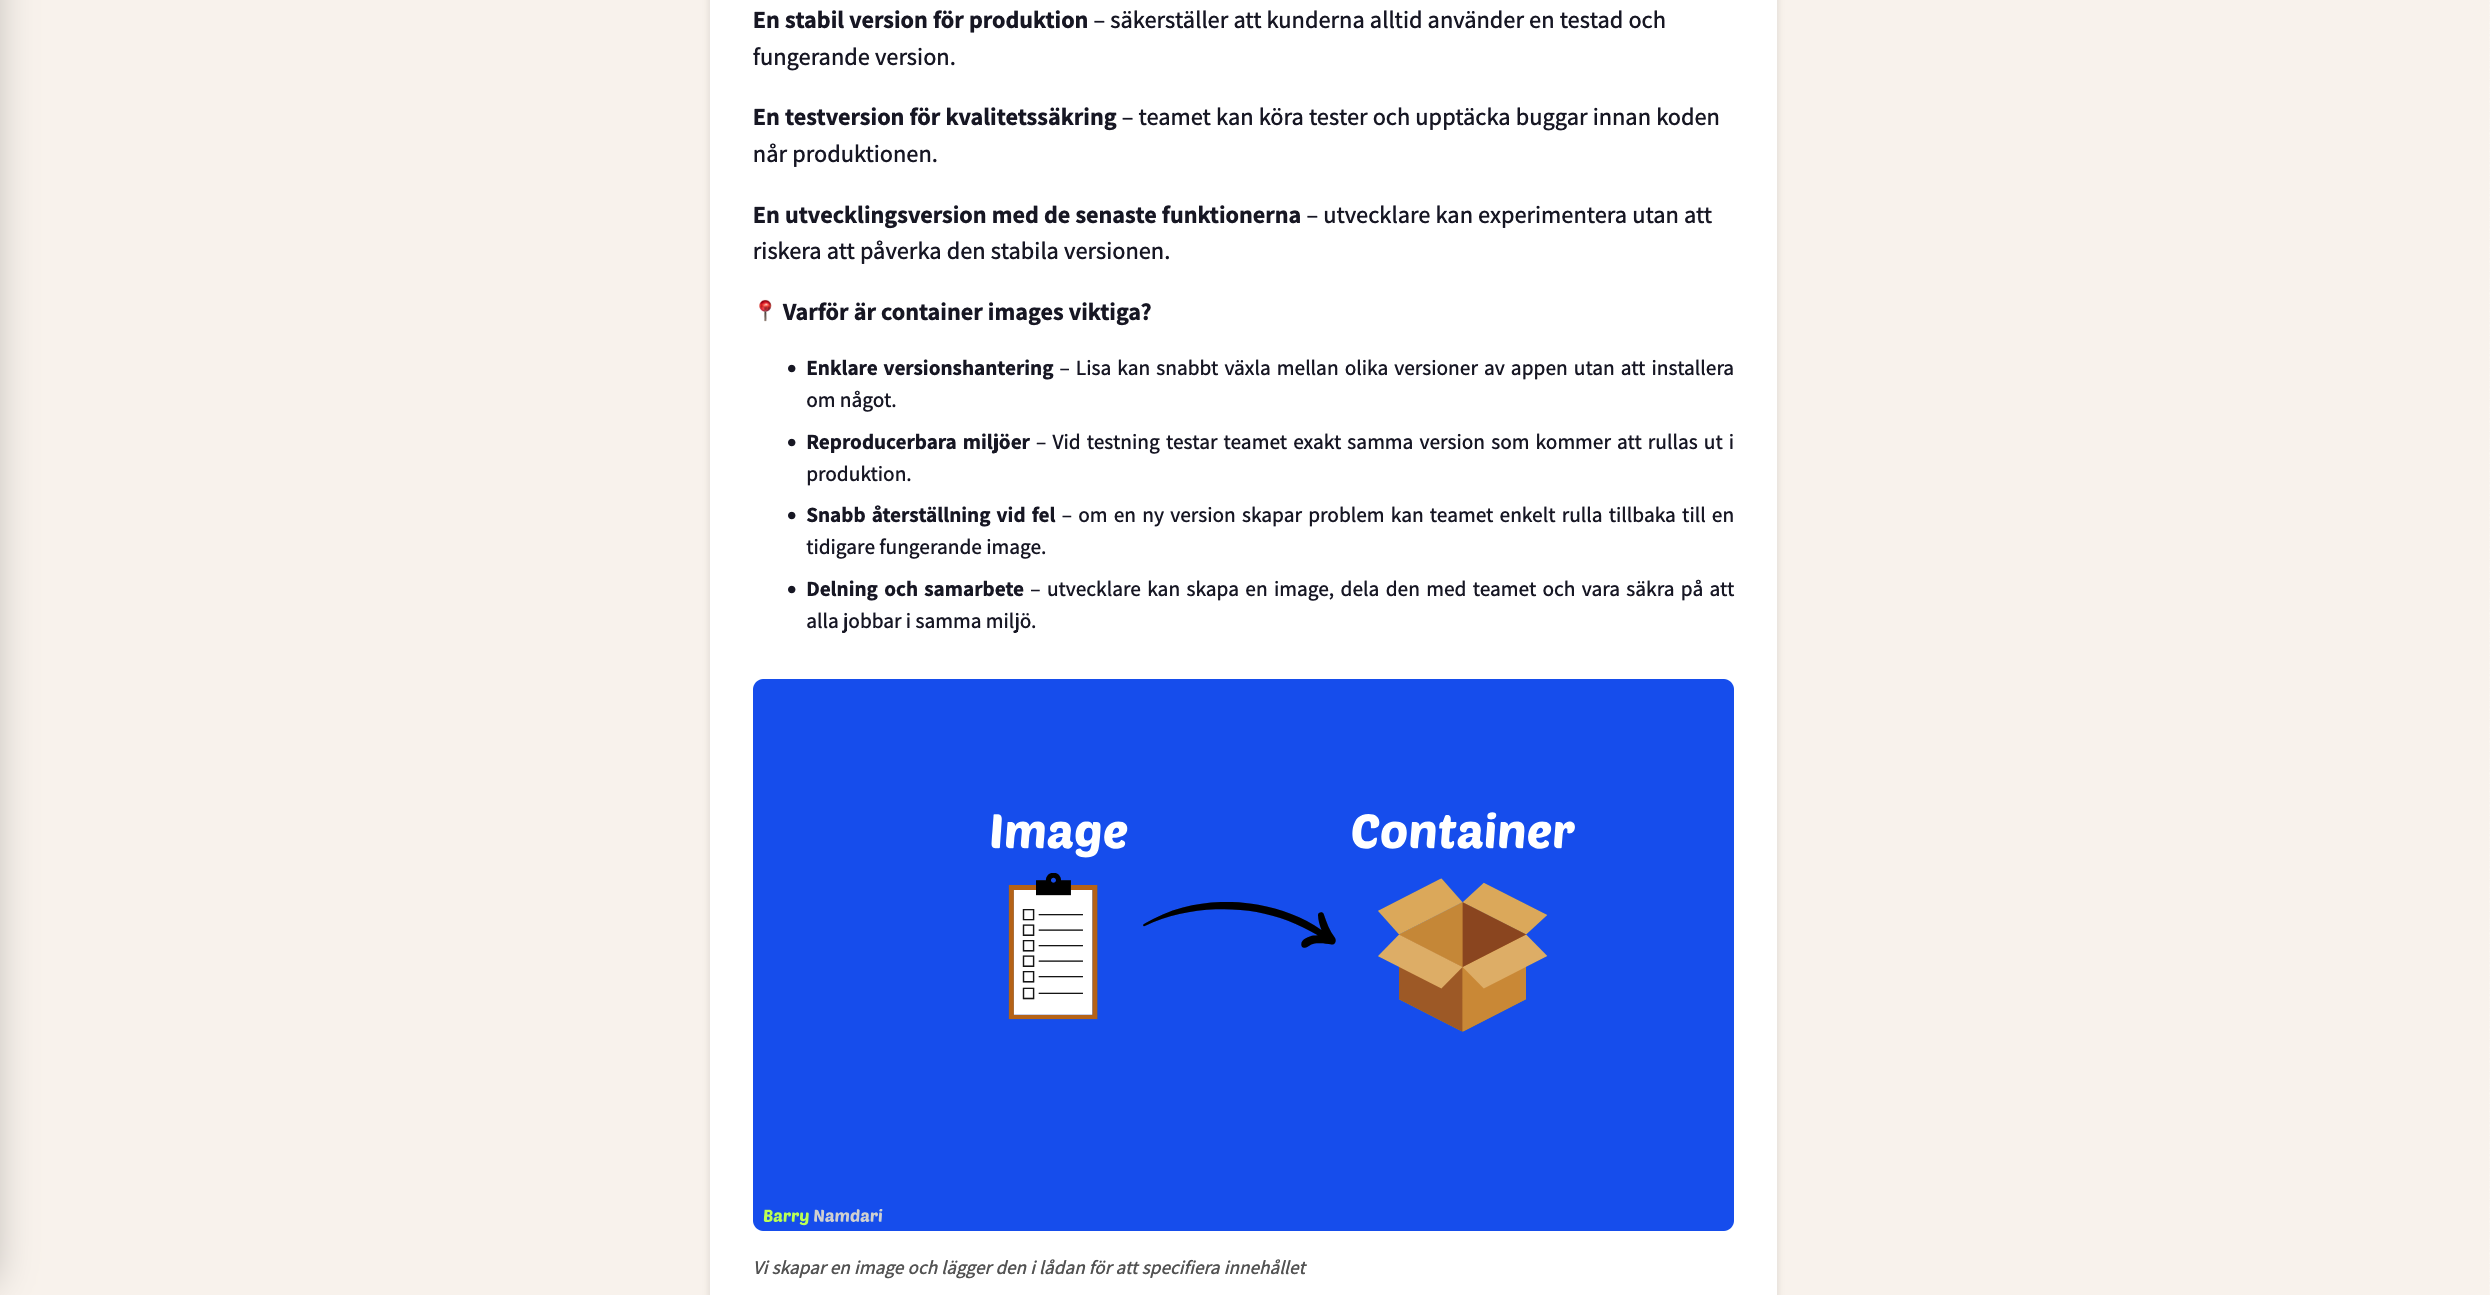 En stabil version för produktion – säkerställer att kunderna alltid använder en testad och
fungerande version.
En testversion för kvalitetssäkring – teamet kan köra tester och upptäcka buggar innan koden
når produktionen.
En utvecklingsversion med de senaste funktionerna – utvecklare kan experimentera utan att
riskera att påverka den stabila versionen.
📍 Varför är container images viktiga?
• Enklare versionshantering – Lisa kan snabbt växla mellan olika versioner av appen utan att installera
om något.
• Reproducerbara miljöer – Vid testning testar teamet exakt samma version som kommer att rullas ut i
produktion.
• Snabb återställning vid fel – om en ny version skapar problem kan teamet enkelt rulla tillbaka till en
tidigare fungerande image.
• Delning och samarbete – utvecklare kan skapa en image, dela den med teamet och vara säkra på att
alla jobbar i samma miljö.
Image
Container
Barry Namdari
Vi skapar en image och lägger den i lådan för att specifiera innehållet